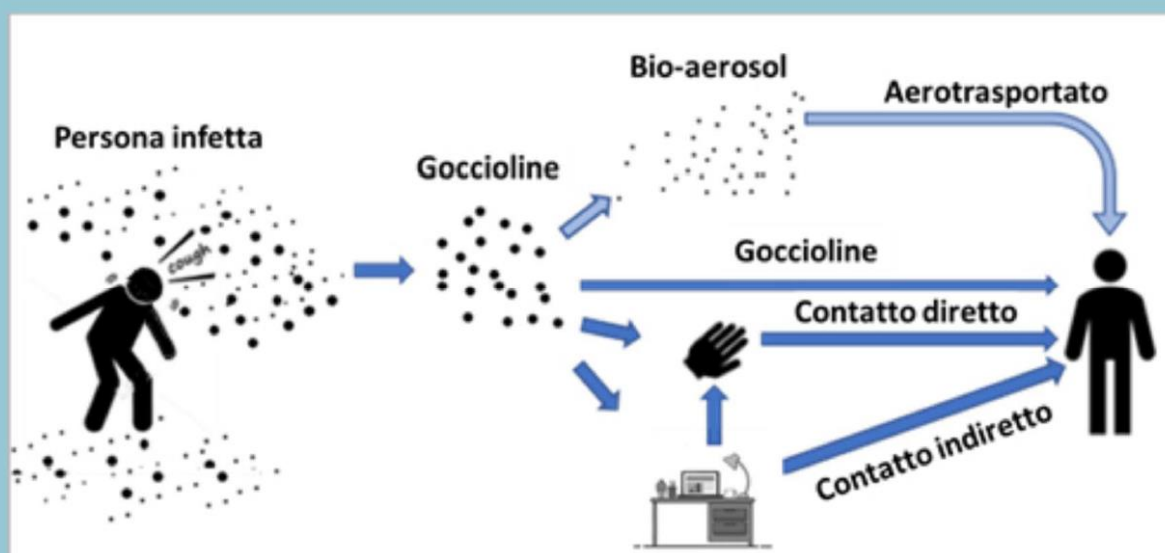 Persona infetta
cough
Goccioline
Bio-aerosol
Aerotrasportato
Goccioline
Contatto diretto
Contatto indiretto